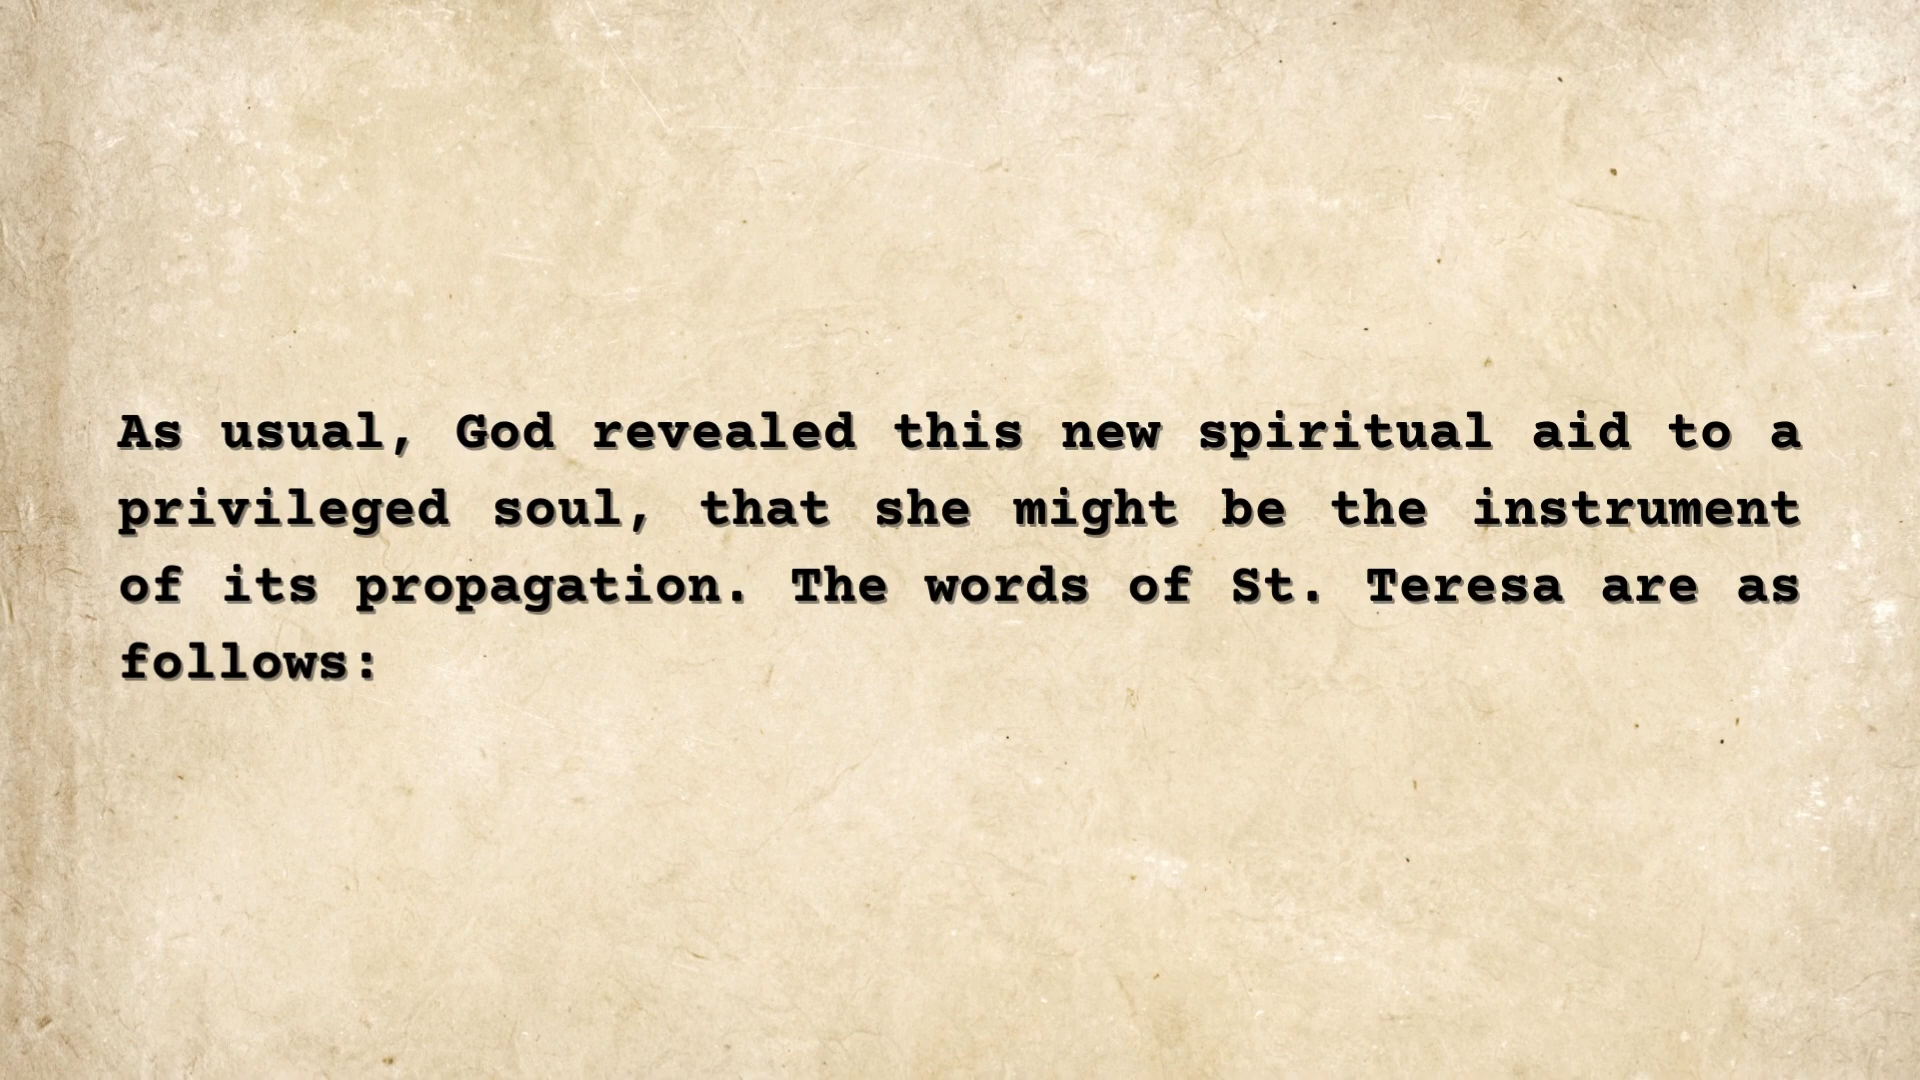 As usual, God revealed this new spiritual aid to a
privileged soul, that she might be the instrument
of its propagation. The words of St. Teresa are as
follows: